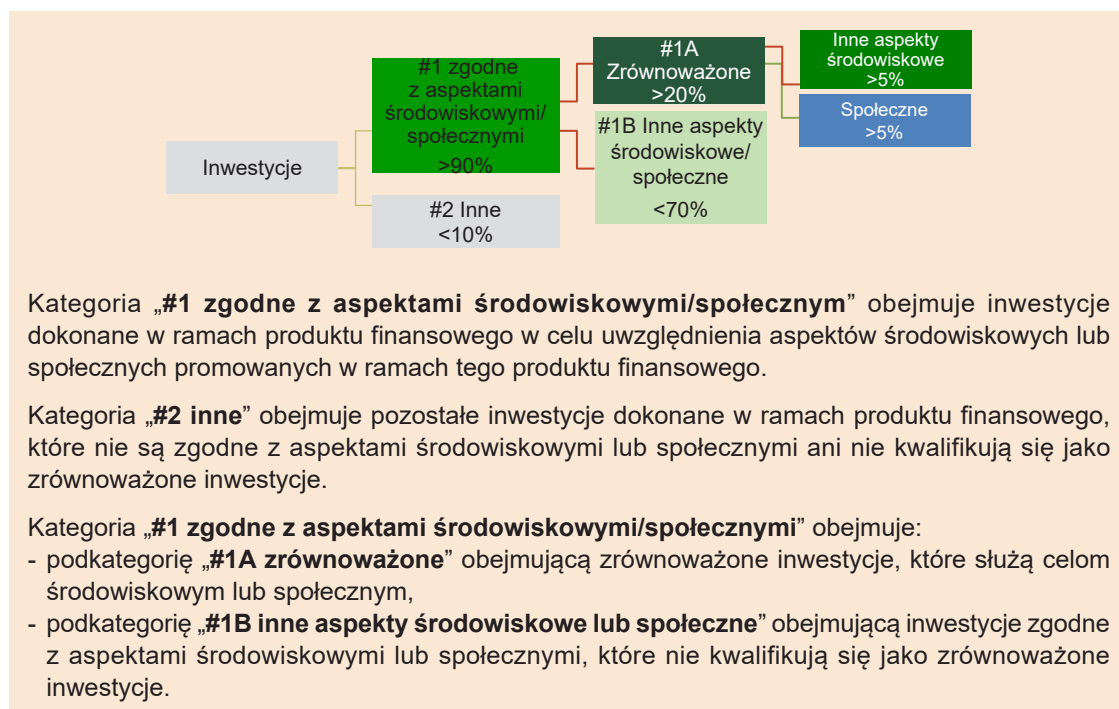 Inwestycje
#1 zgodne
z aspektami
środowiskowymi/
społecznymi
>90%
#2 Inne
<10%
#1A
Zrównoważone
>20%
#1B Inne aspekty
środowiskowe/
społeczne
<70%
Inne aspekty
środowiskowe
>5%
Społeczne
>5%
Kategoria „#1 zgodne z aspektami środowiskowymi/społecznym” obejmuje inwestycje
dokonane w ramach produktu finansowego w celu uwzględnienia aspektów środowiskowych lub
społecznych promowanych w ramach tego produktu finansowego.
Kategoria „#2 inne” obejmuje pozostałe inwestycje dokonane w ramach produktu finansowego,
które nie są zgodne z aspektami środowiskowymi lub społecznymi ani nie kwalifikują się jako
zrównoważone inwestycje.
Kategoria „#1 zgodne z aspektami środowiskowymi/społecznymi” obejmuje:
- podkategorię „#1A zrównoważone” obejmującą zrównoważone inwestycje, które służą celom
środowiskowym lub społecznym,
- podkategorię „#1B inne aspekty środowiskowe lub społeczne” obejmującą inwestycje zgodne
z aspektami środowiskowymi lub społecznymi, które nie kwalifikują się jako zrównoważone
inwestycje.